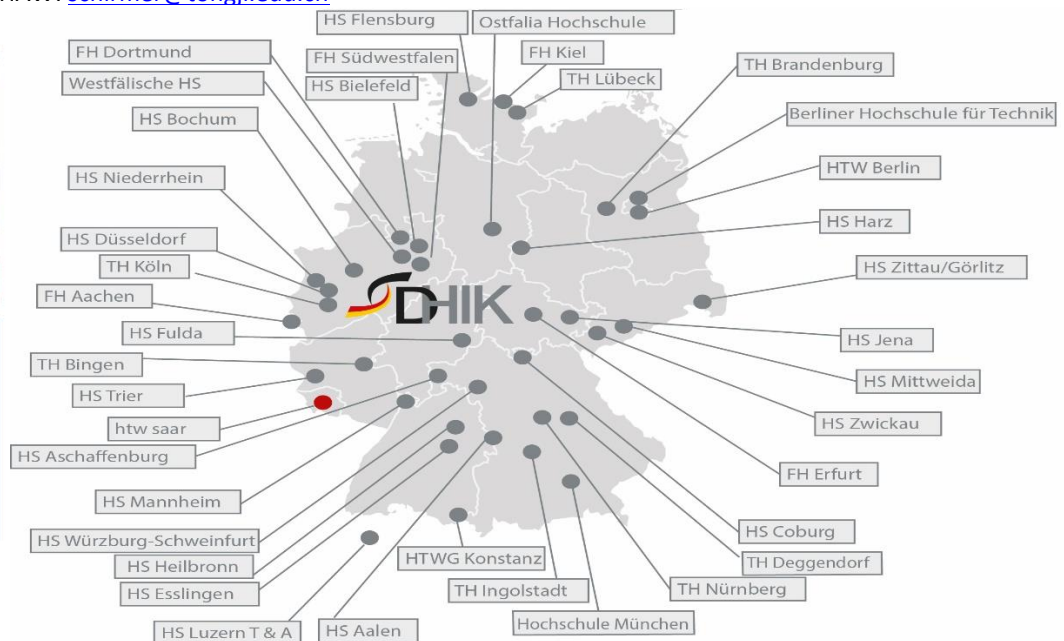 HS Flensburg
Ostfalia Hochschule
FH Dortmund
FH Südwestfalen
FH Kiel
Westfälische HS
HS Bielefeld
TH Lübeck
TH Brandenburg
HS Bochum
Berliner Hochschule für Technik
HS Niederrhein
HTW Berlin
HS Düsseldorf
HS Harz
TH Köln
HS Zittau/Görlitz
FH Aachen
DHIK
HS Fulda
HS Jena
TH Bingen
HS Mittweida
HS Trier
htw saar
HS Zwickau
HS Aschaffenburg
FH Erfurt
HS Mannheim
HS Coburg
HS Würzburg-Schweinfurt
HTWG Konstanz
TH Deggendorf
HS Heilbronn
TH Ingolstadt
TH Nürnberg
HS Esslingen
Hochschule München
HS Luzern T & A
HS Aalen